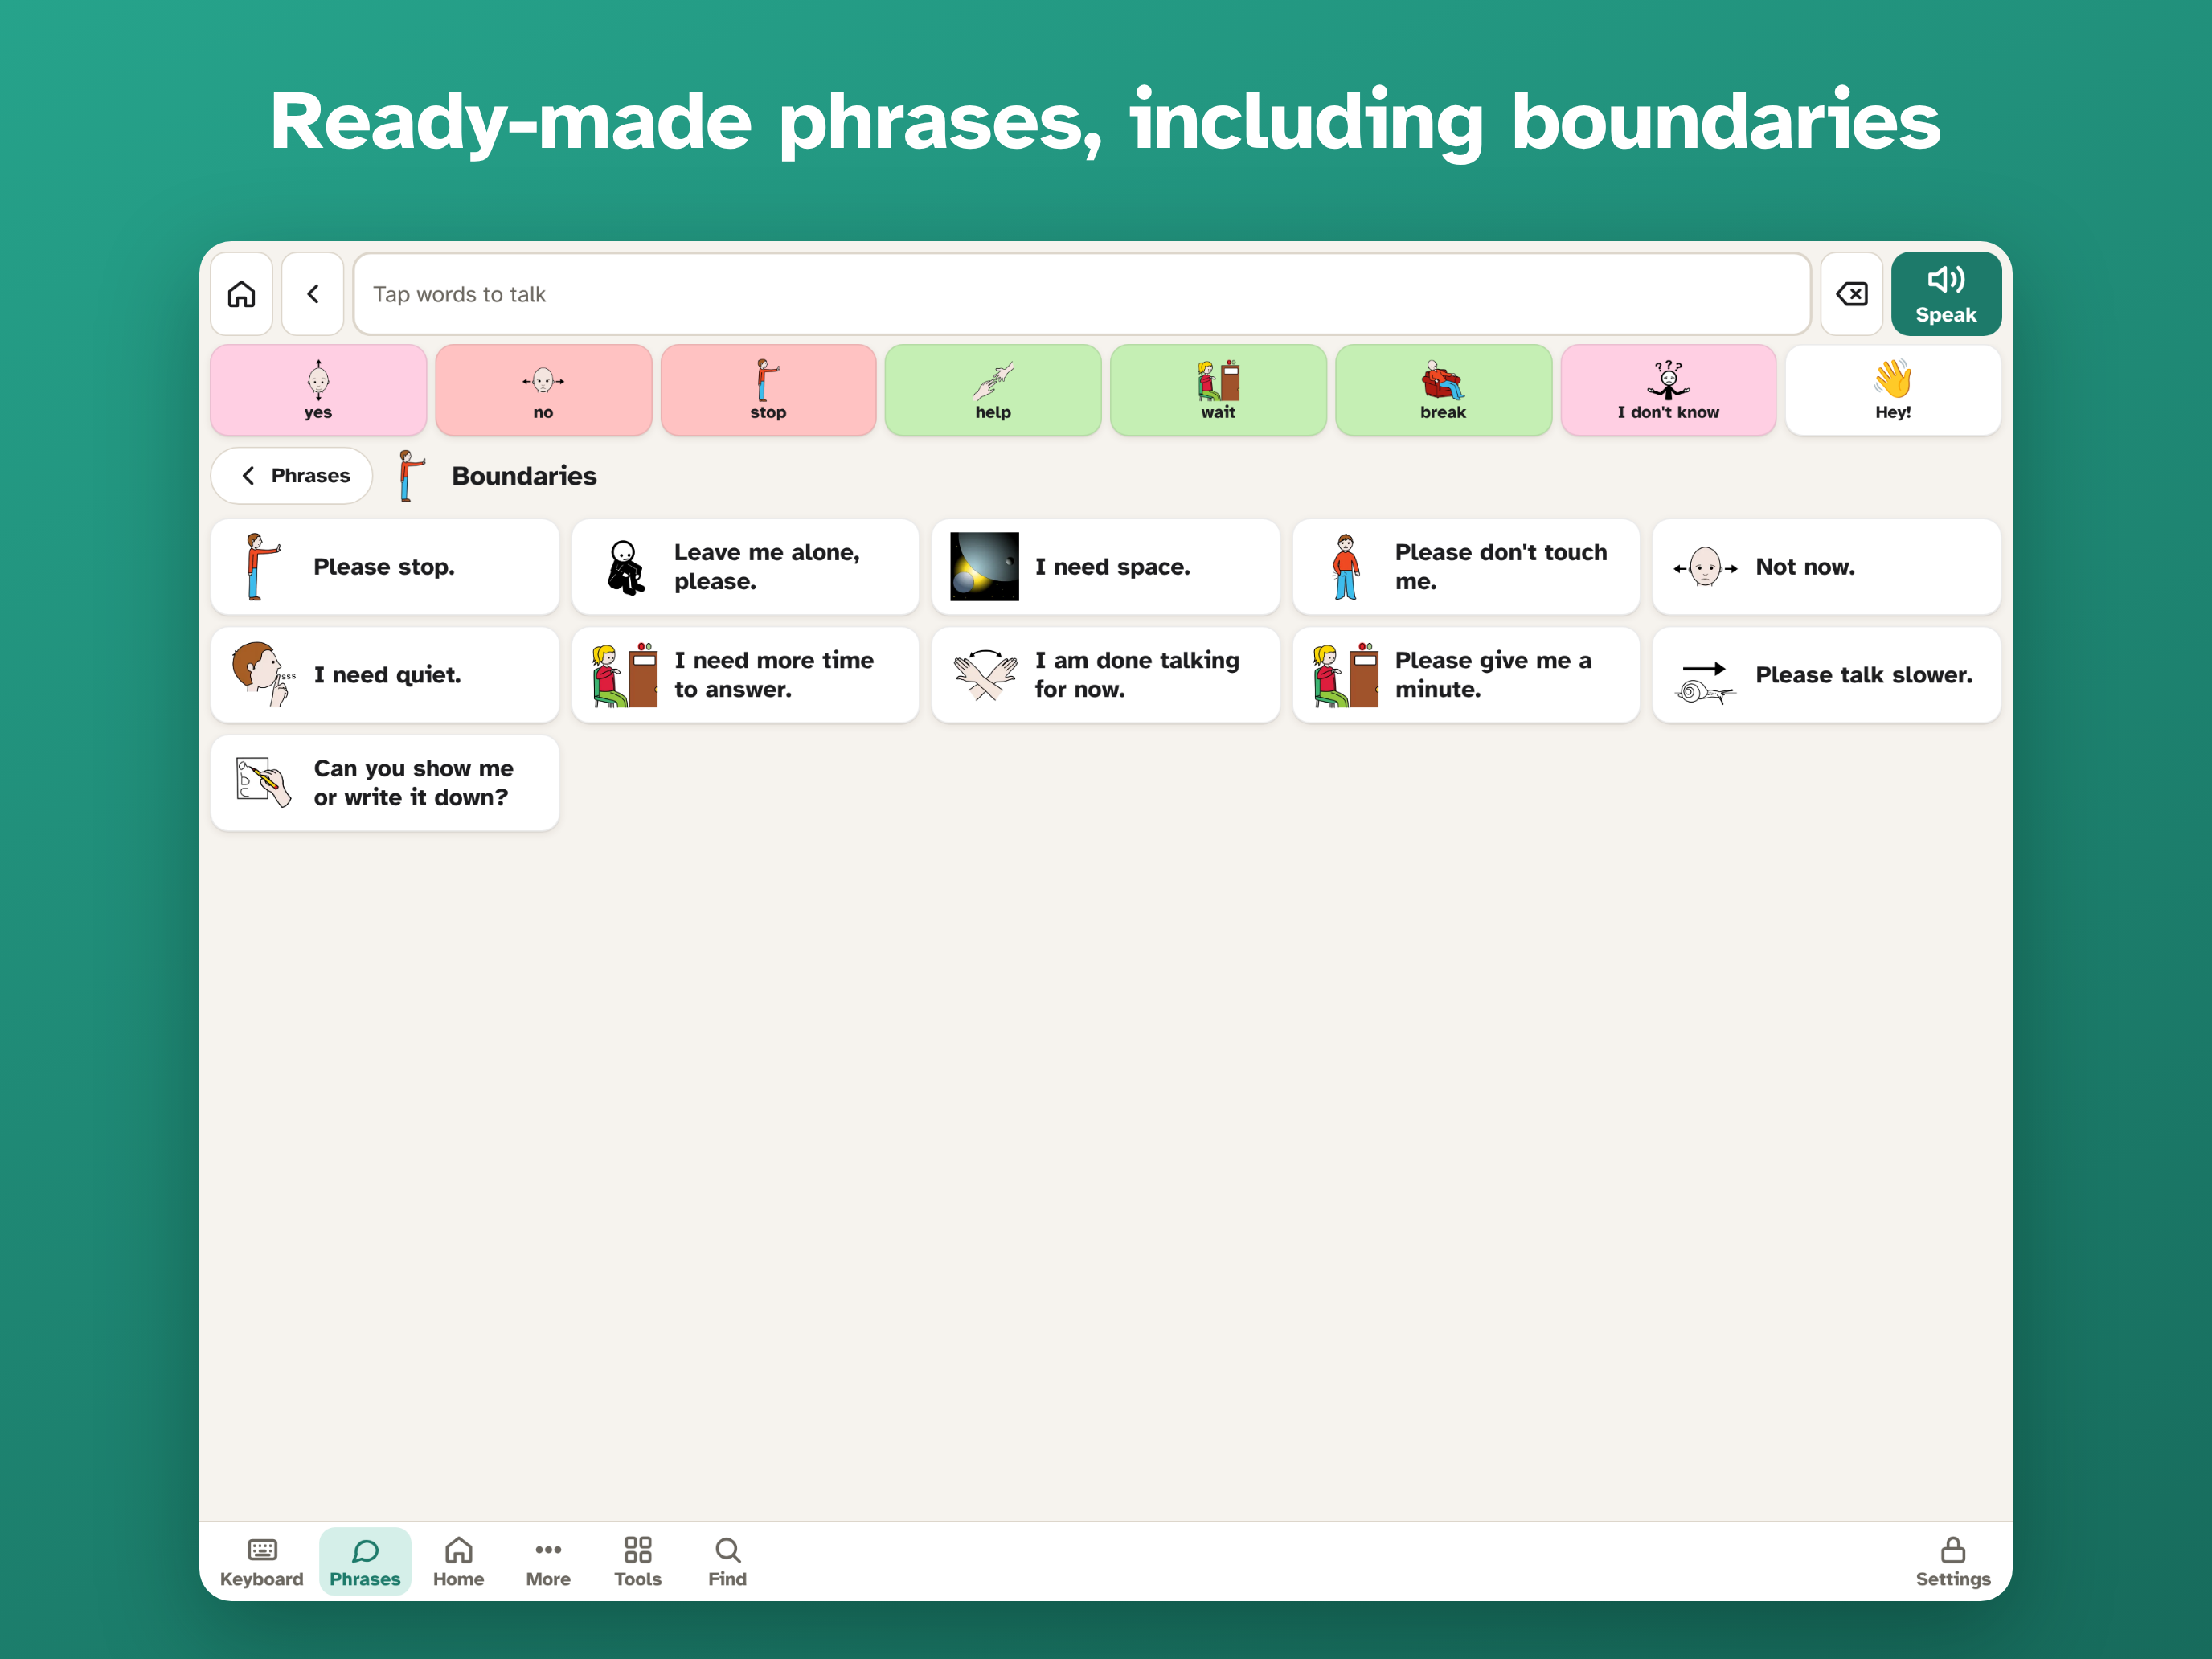 Ready-made phrases, including boundaries
Tap words to talk
Speak
yes
no
stop
help
wait
break
???
I don't know
Hey!
Phrases
Boundaries
Please stop.
Leave me alone,
please.
I need space.
Please don't touch
me.
Not now.
sss
I need quiet.
I need more time
to answer.
I am done talking
for now.
Please give me a
minute.
Please talk slower.
a
b
c
Can you show me
or write it down?
Keyboard
Phrases
Home
More
Tools
Find
Settings